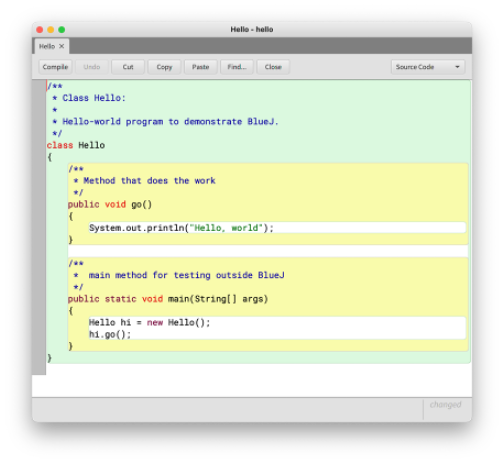 Hello - hello
Hello ×
Compile Undo Cut Copy Paste Find... Close Source Code
/**
 * Class Hello:
 *
 * Hello-world program to demonstrate BlueJ.
 */
class Hello
{
    /**
     * Method that does the work
     */
    public void go()
    {
        System.out.println("Hello, world");
    }
    /**
     *  main method for testing outside BlueJ
     */
    public static void main(String[] args)
    {
        Hello hi = new Hello();
        hi.go();
    }
}
changed